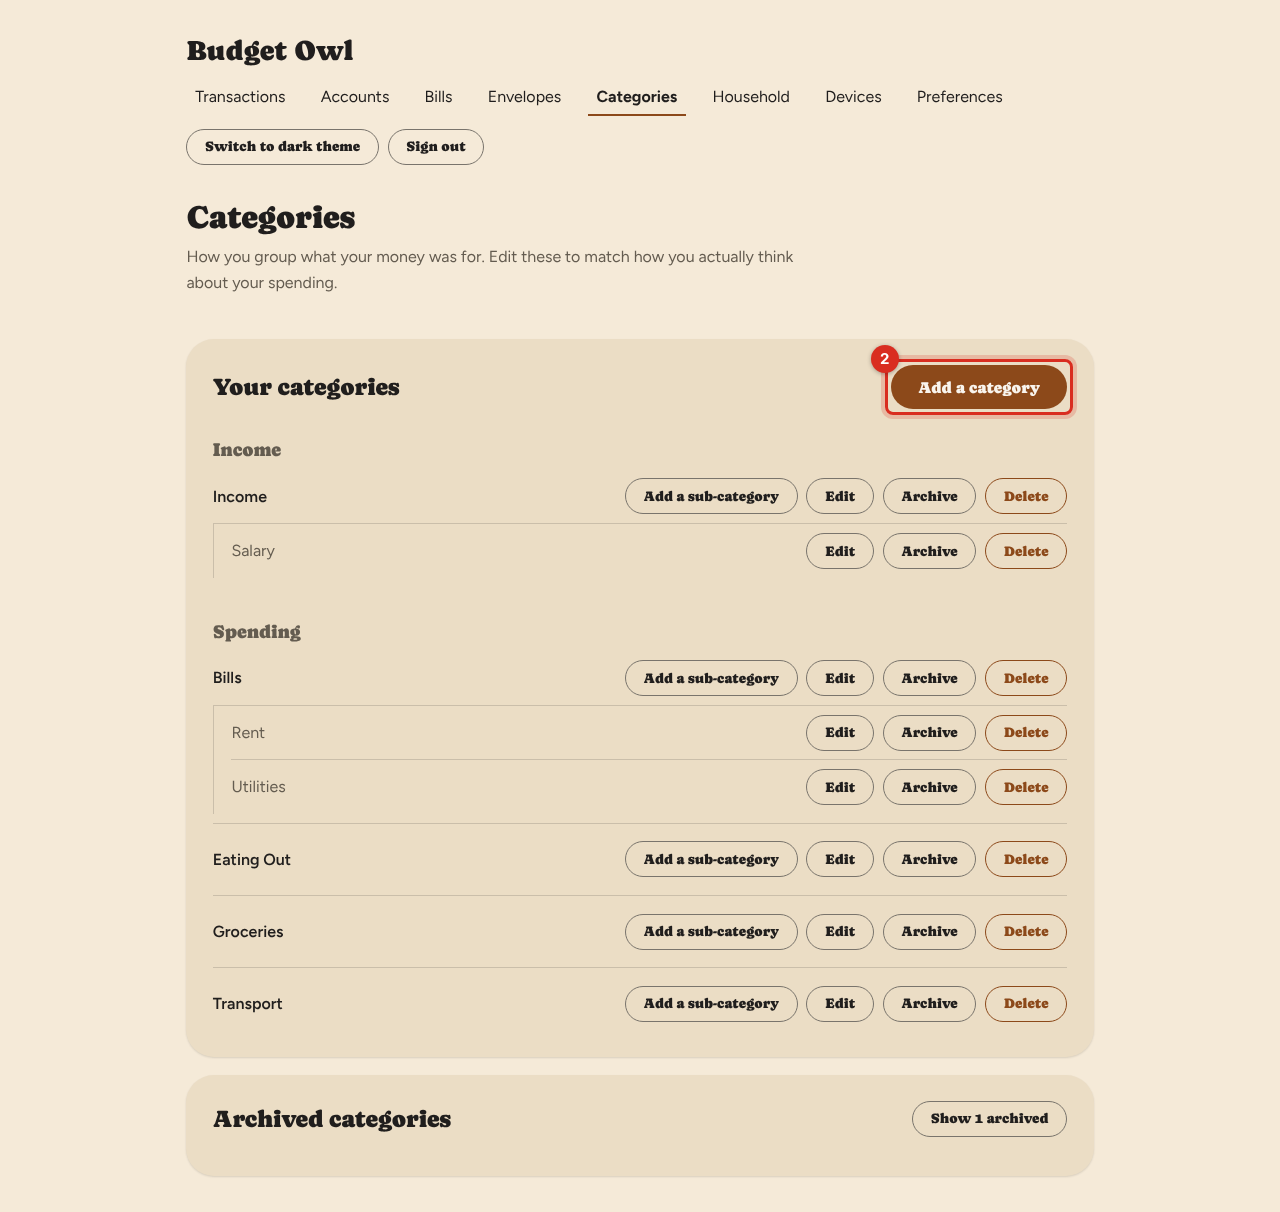 Budget Owl
Transactions Accounts Bills Envelopes Categories Household Devices Preferences
Switch to dark theme Sign out
Categories
How you group what your money was for. Edit these to match how you actually think
about your spending.
2
Your categories Add a category
Income
Income Add a sub-category Edit Archive Delete
Salary Edit Archive Delete
Spending
Bills Add a sub-category Edit Archive Delete
Rent Edit Archive Delete
Utilities Edit Archive Delete
Eating Out Add a sub-category Edit Archive Delete
Groceries Add a sub-category Edit Archive Delete
Transport Add a sub-category Edit Archive Delete
Archived categories Show 1 archived